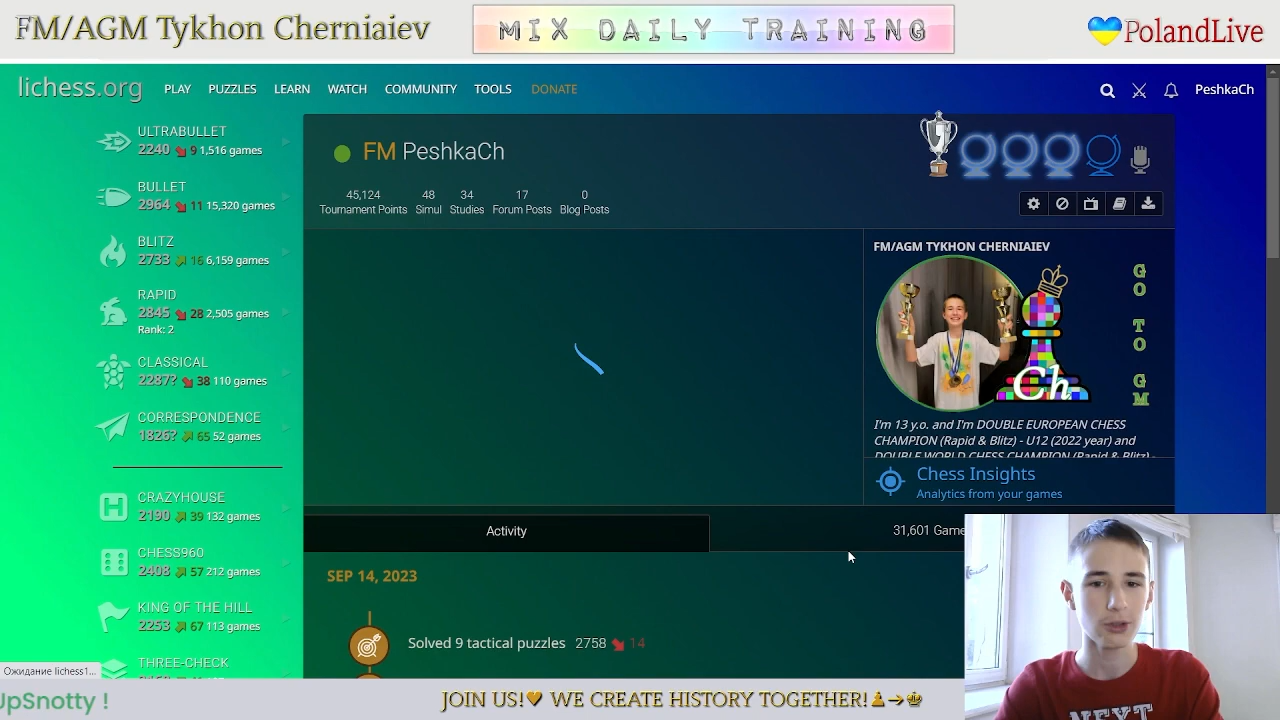 FM/AGM Tykhon Cherniaiev
MIX DAILY TRAINING
PolandLive
lichess.org
PLAY PUZZLES LEARN WATCH COMMUNITY TOOLS DONATE
PeshkaCh
ULTRABULLET
2240 9 1,516 games
BULLET
2964 11 15,320 games
BLITZ
2733 16 6,159 games
RAPID
2845 28 2,505 games
Rank: 2
CLASSICAL
2287? 38 110 games
CORRESPONDENCE
1826? 65 52 games
CRAZYHOUSE
2190 39 132 games
CHESS960
2408 57 212 games
KING OF THE HILL
2253 67 113 games
THREE-CHECK
FM PeshkaCh
45,124 48 34 17 0
Tournament Points Simul Studies Forum Posts Blog Posts
FM/AGM TYKHON CHERNIAIEV
GO
TO
GM
Ch
I'm 13 y.o. and I'm DOUBLE EUROPEAN CHESS
CHAMPION (Rapid & Blitz) - U12 (2022 year) and
DOUBLE WORLD CHESS CHAMPION (Rapid & Blitz) -
Chess Insights
Analytics from your games
Activity
31,601 Game
SEP 14, 2023
Solved 9 tactical puzzles 2758 14
Ожидание lichess1...
UpSnotty !
JOIN US!♥ WE CREATE HISTORY TOGETHER!♟→♚
NEXT